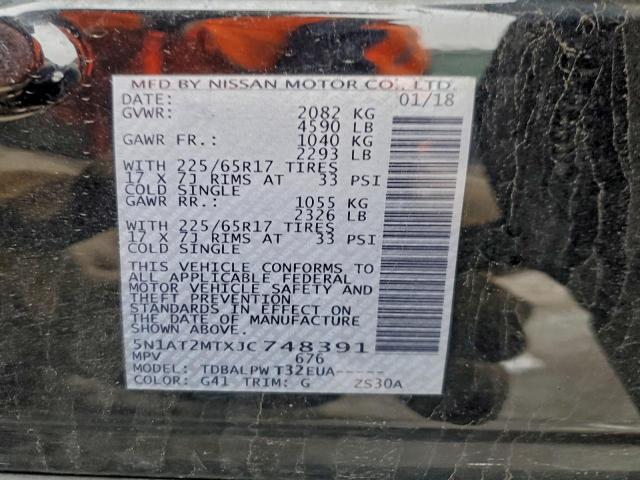 MFD BY NISSAN MOTOR CO., LTD.
DATE: 01/18
GVWR: 2082 KG
4590 LB
GAWR FR.: 1040 KG
2293 LB
WITH 225/65R17 TIRES
17 X 7J RIMS AT 33 PSI
COLD SINGLE
GAWR RR.: 1055 KG
2326 LB
WITH 225/65R17 TIRES
17 X 7J RIMS AT 33 PSI
COLD SINGLE
THIS VEHICLE CONFORMS TO
ALL APPLICABLE FEDERAL
MOTOR VEHICLE SAFETY AND
THEFT PREVENTION
STANDARDS IN EFFECT ON
THE DATE OF MANUFACTURE
SHOWN ABOVE.
5N1AT2MTXJC748391
MPV 676
MODEL: TDBALPW T32EUA-----
COLOR: G41 TRIM: G ZS30A